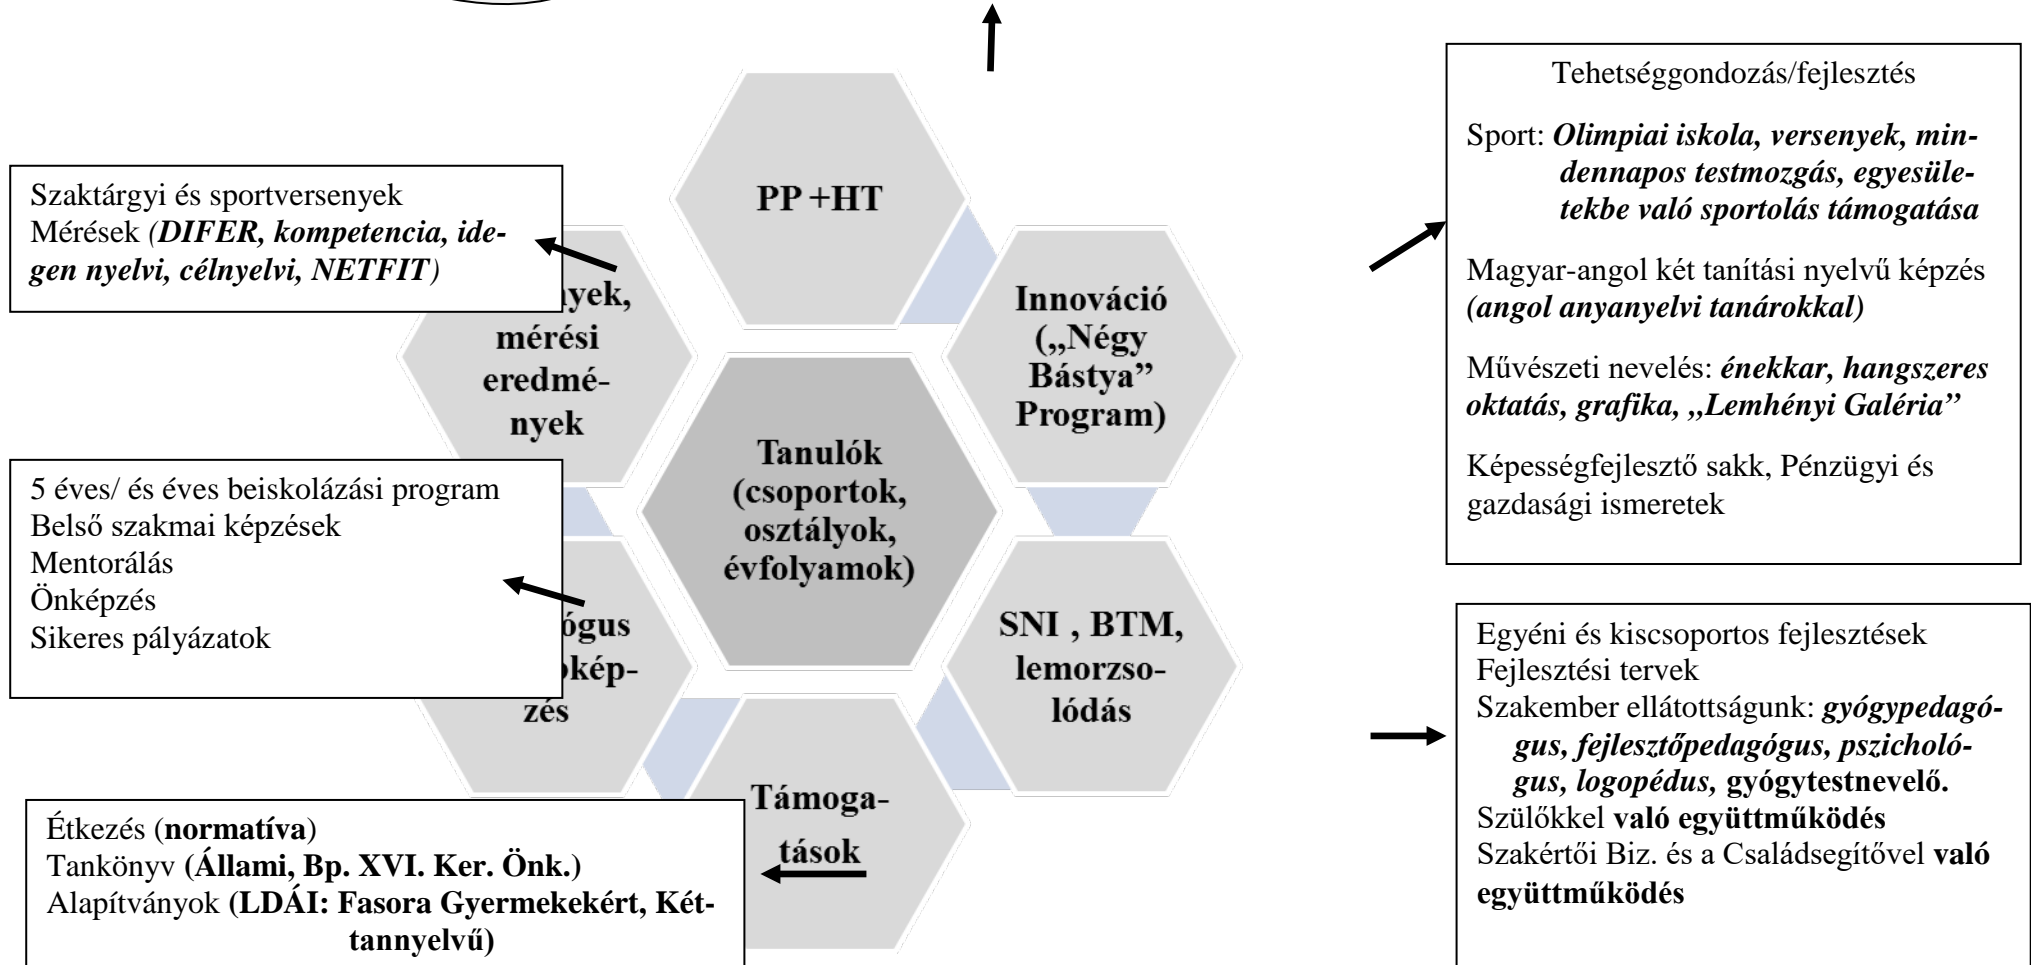 PP +HT
Tehetséggondozás/fejlesztés
Sport: Olimpiai iskola, versenyek, min-
dennapos testmozgás, egyesüle-
tekbe való sportolás támogatása
Magyar-angol két tanítási nyelvű képzés
(angol anyanyelvi tanárokkal)
Művészeti nevelés: énekkar, hangszeres
oktatás, grafika, „Lemhényi Galéria”
Képességfejlesztő sakk, Pénzügyi és
gazdasági ismeretek
Szaktárgyi és sportversenyek
Mérések (DIFER, kompetencia, ide-
gen nyelvi, célnyelvi, NETFIT)
yek,
mérési
eredmé-
nyek
Innováció
(„Négy
Bástya”
Program)
Tanulók
(csoportok,
osztályok,
évfolyamok)
5 éves/ és éves beiskolázási program
Belső szakmai képzések
Mentorálás
Önképzés
Sikeres pályázatok
ógus
kép-
zés
SNI , BTM,
lemorzso-
lódás
Egyéni és kiscsoportos fejlesztések
Fejlesztési tervek
Szakember ellátottságunk: gyógypedagó-
gus, fejlesztőpedagógus, pszicholó-
gus, logopédus, gyógytestnevelő.
Szülőkkel való együttműködés
Szakértői Biz. és a Családsegítővel való
együttműködés
Támoga-
tások
Étkezés (normatíva)
Tankönyv (Állami, Bp. XVI. Ker. Önk.)
Alapítványok (LDÁI: Fasora Gyermekekért, Két-
tannyelvű)